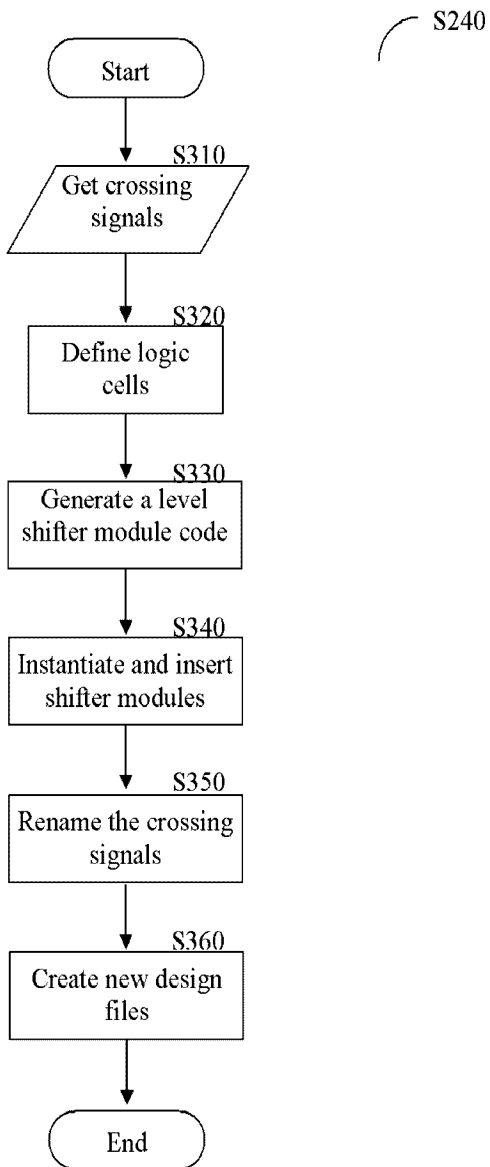 S240
Start
S310
Get crossing
signals
S320
Define logic
cells
S330
Generate a level
shifter module code
S340
Instantiate and insert
shifter modules
S350
Rename the crossing
signals
S360
Create new design
files
End